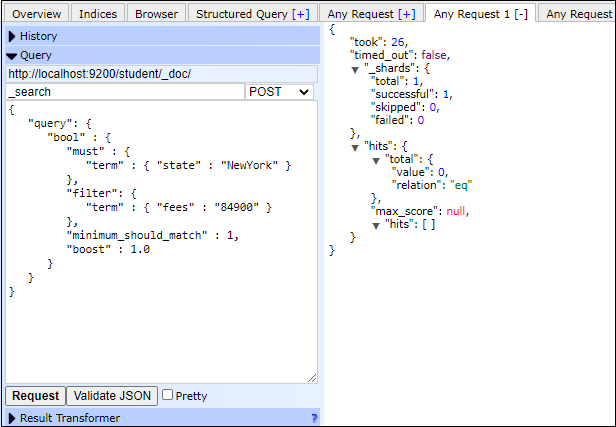 Overview Indices Browser Structured Query [+] Any Request [+] Any Request 1 [-] Any Request
History
Query
http://localhost:9200/student/_doc/
_search POST
{
"query": {
"bool" : {
"must" : {
"term" : { "state" : "NewYork" }
},
"filter": {
"term" : { "fees" : "84900" }
},
"minimum_should_match" : 1,
"boost" : 1.0
}
}
}
Request Validate JSON Pretty
Result Transformer ?
{
"took": 26,
"timed_out": false,
"_shards": {
"total": 1,
"successful": 1,
"skipped": 0,
"failed": 0
},
"hits": {
"total": {
"value": 0,
"relation": "eq"
},
"max_score": null,
"hits": [ ]
}
}